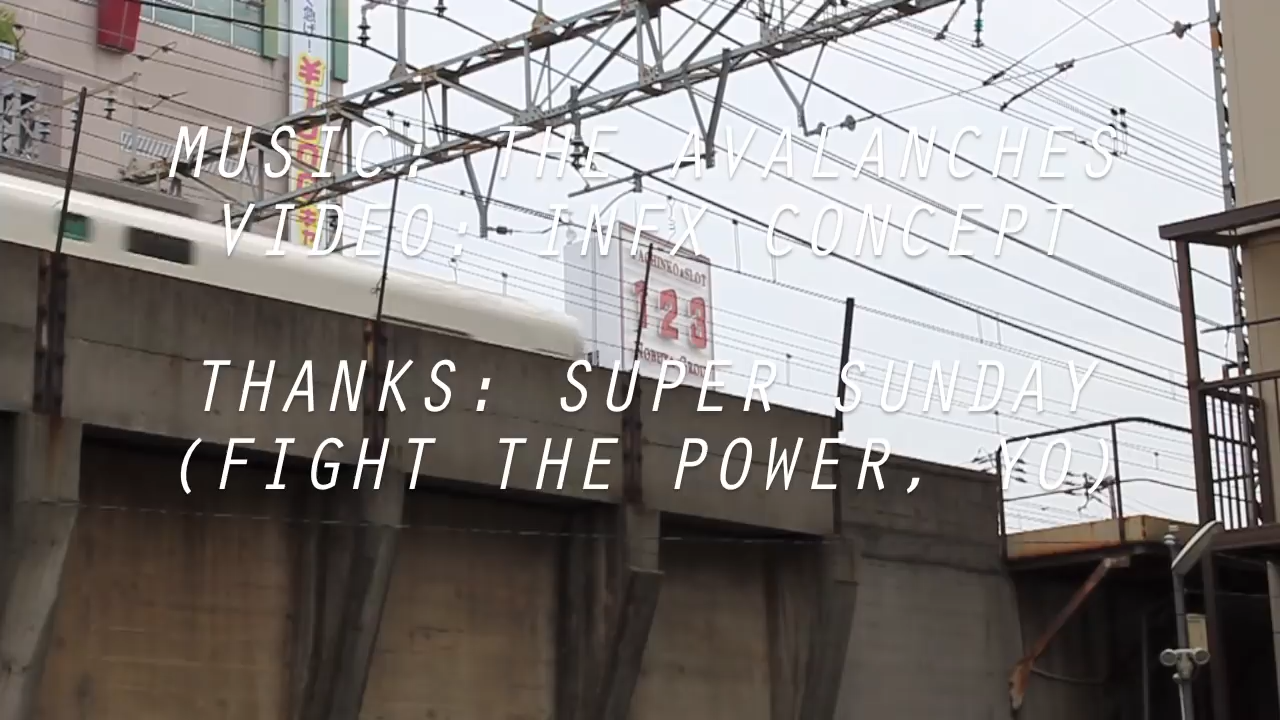 MUSIC: THE AVALANCHES
VIDEO: INFX CONCEPT
PACHINKO & SLOT
123
THANKS: SUPER SUNDAY
(FIGHT THE POWER, YO)